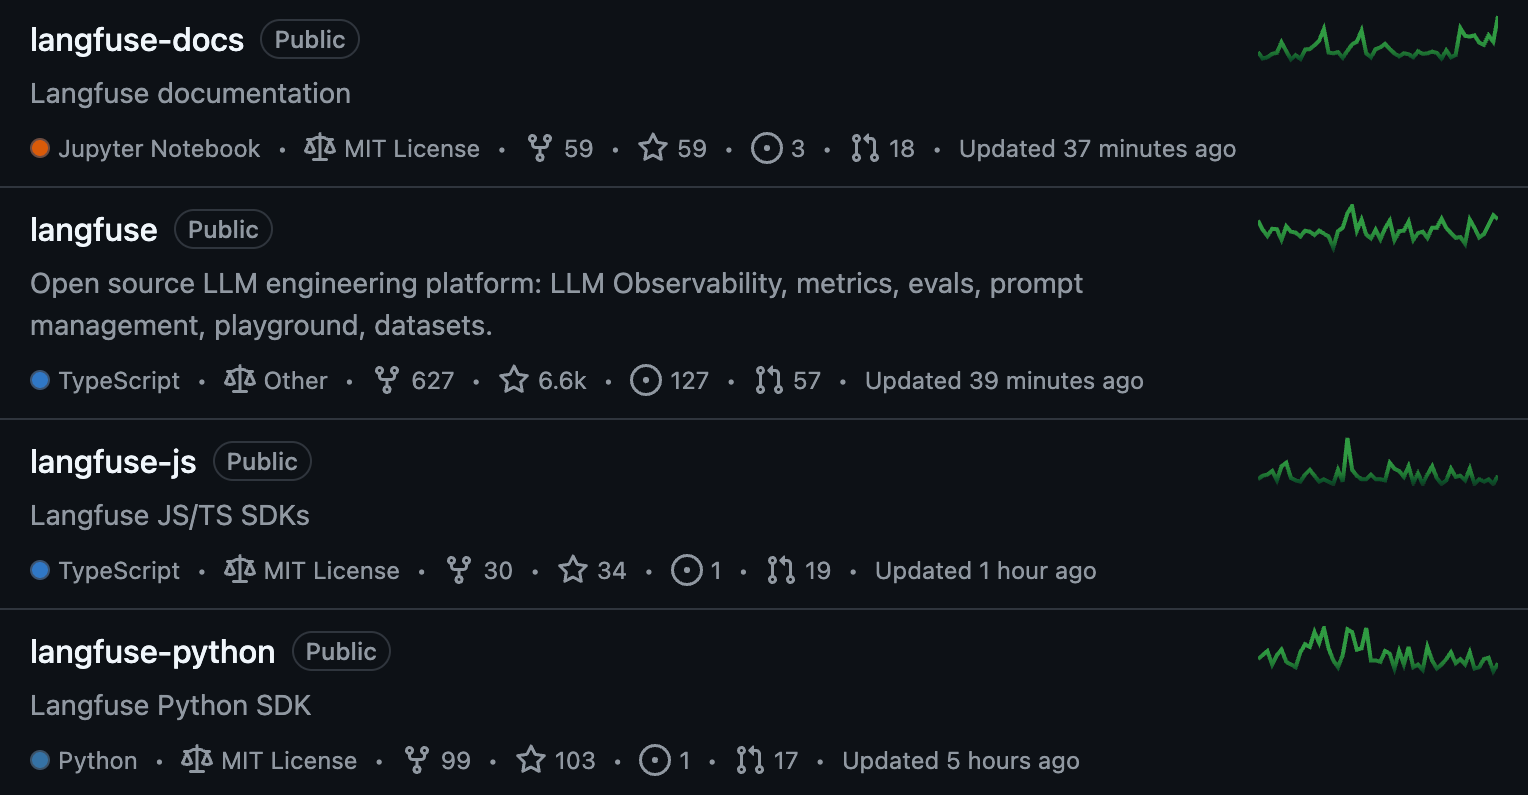 langfuse-docs Public
Langfuse documentation
Jupyter Notebook · MIT License · 59 · 59 · 3 · 18 · Updated 37 minutes ago
langfuse Public
Open source LLM engineering platform: LLM Observability, metrics, evals, prompt
management, playground, datasets.
TypeScript · Other · 627 · 6.6k · 127 · 57 · Updated 39 minutes ago
langfuse-js Public
Langfuse JS/TS SDKs
TypeScript · MIT License · 30 · 34 · 1 · 19 · Updated 1 hour ago
langfuse-python Public
Langfuse Python SDK
Python · MIT License · 99 · 103 · 1 · 17 · Updated 5 hours ago